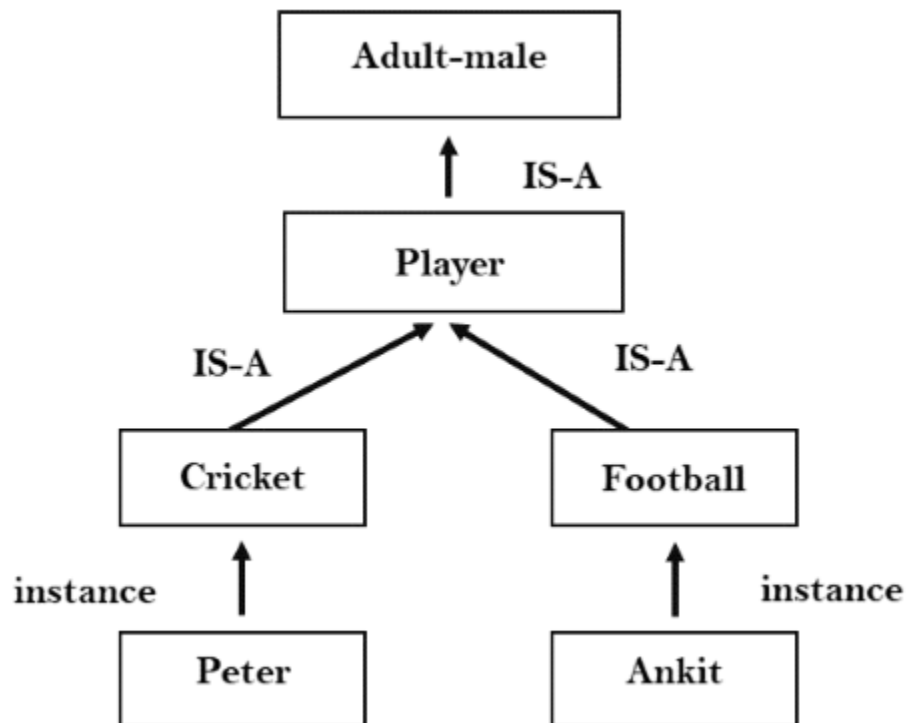 Adult-male
IS-A
Player
IS-A
IS-A
Cricket
Football
instance
instance
Peter
Ankit